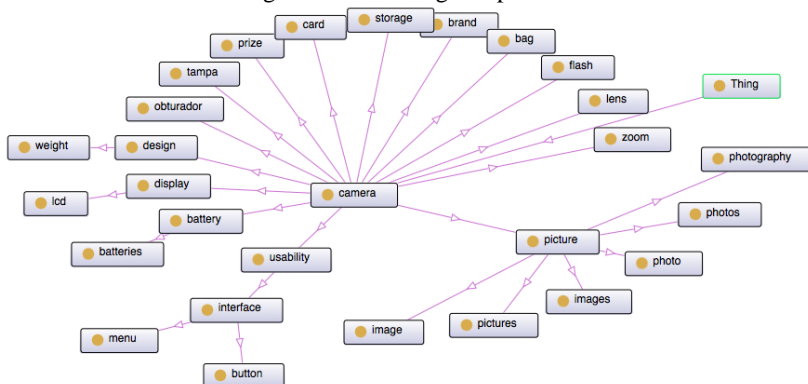 card
storage
brand
prize
bag
tampa
flash
Thing
obturador
lens
zoom
weight
design
photography
display
camera
lcd
battery
photos
picture
batteries
usability
photo
images
interface
pictures
image
menu
button